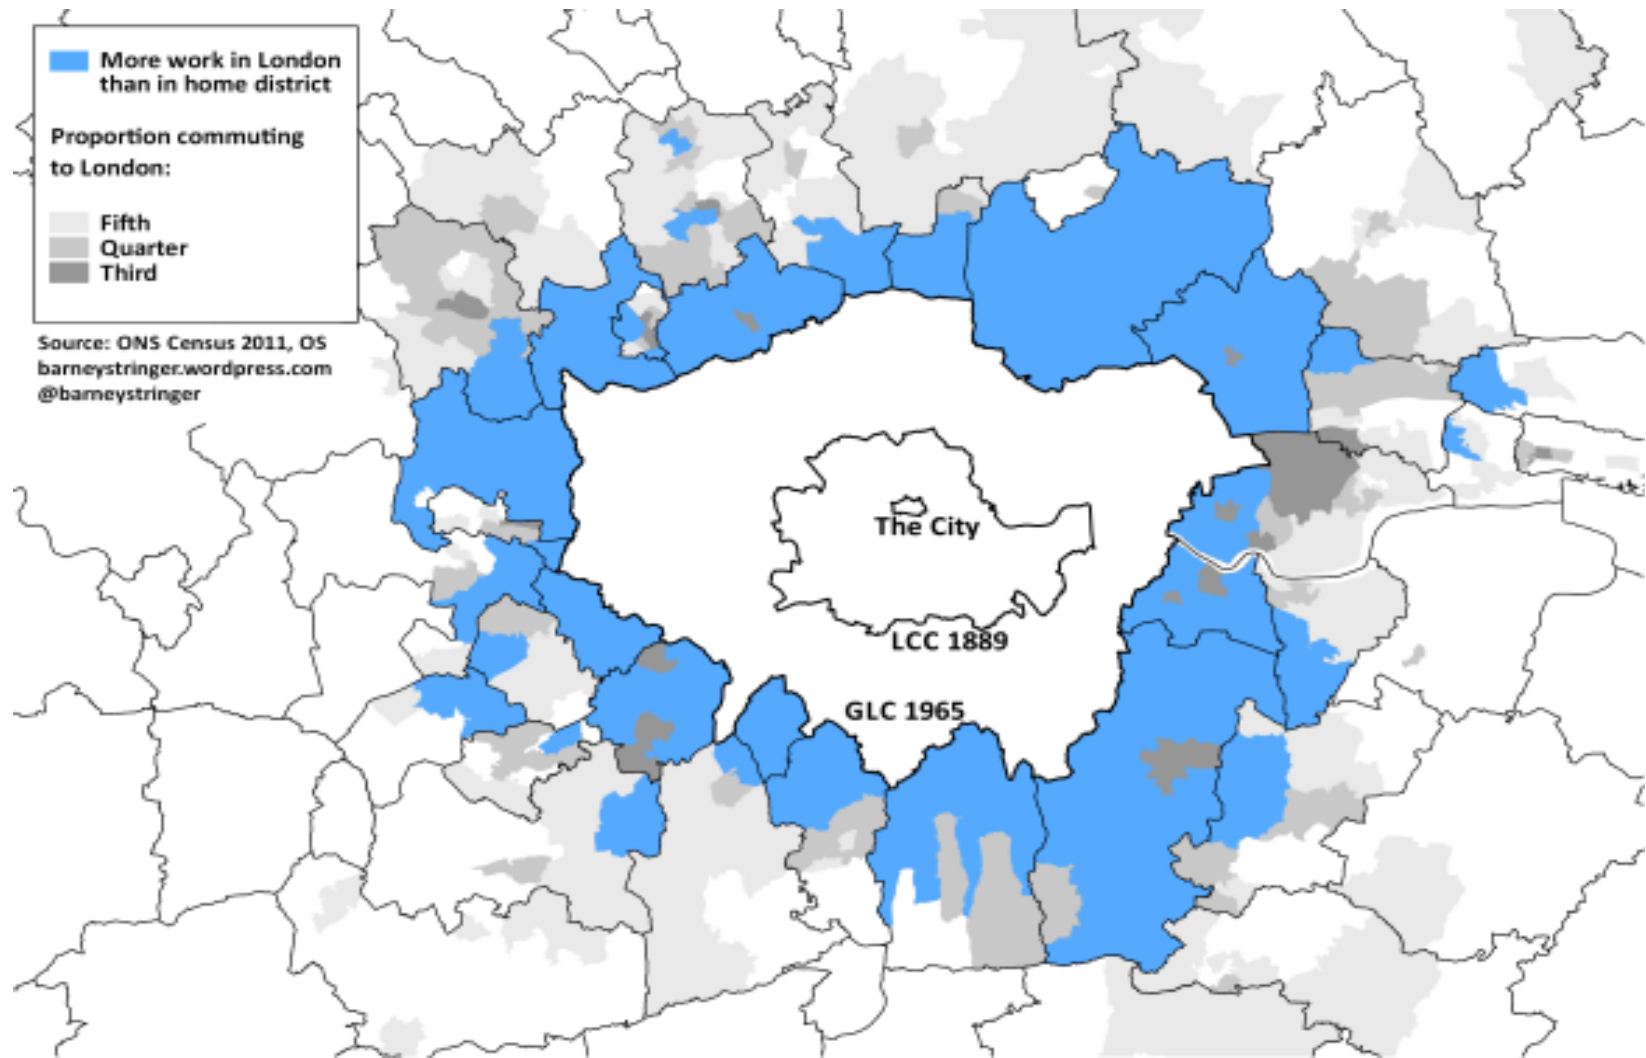 More work in London
than in home district
Proportion commuting
to London:
Fifth
Quarter
Third
Source: ONS Census 2011, OS
barneystringer.wordpress.com
@barneystringer
The City
LCC 1889
GLC 1965